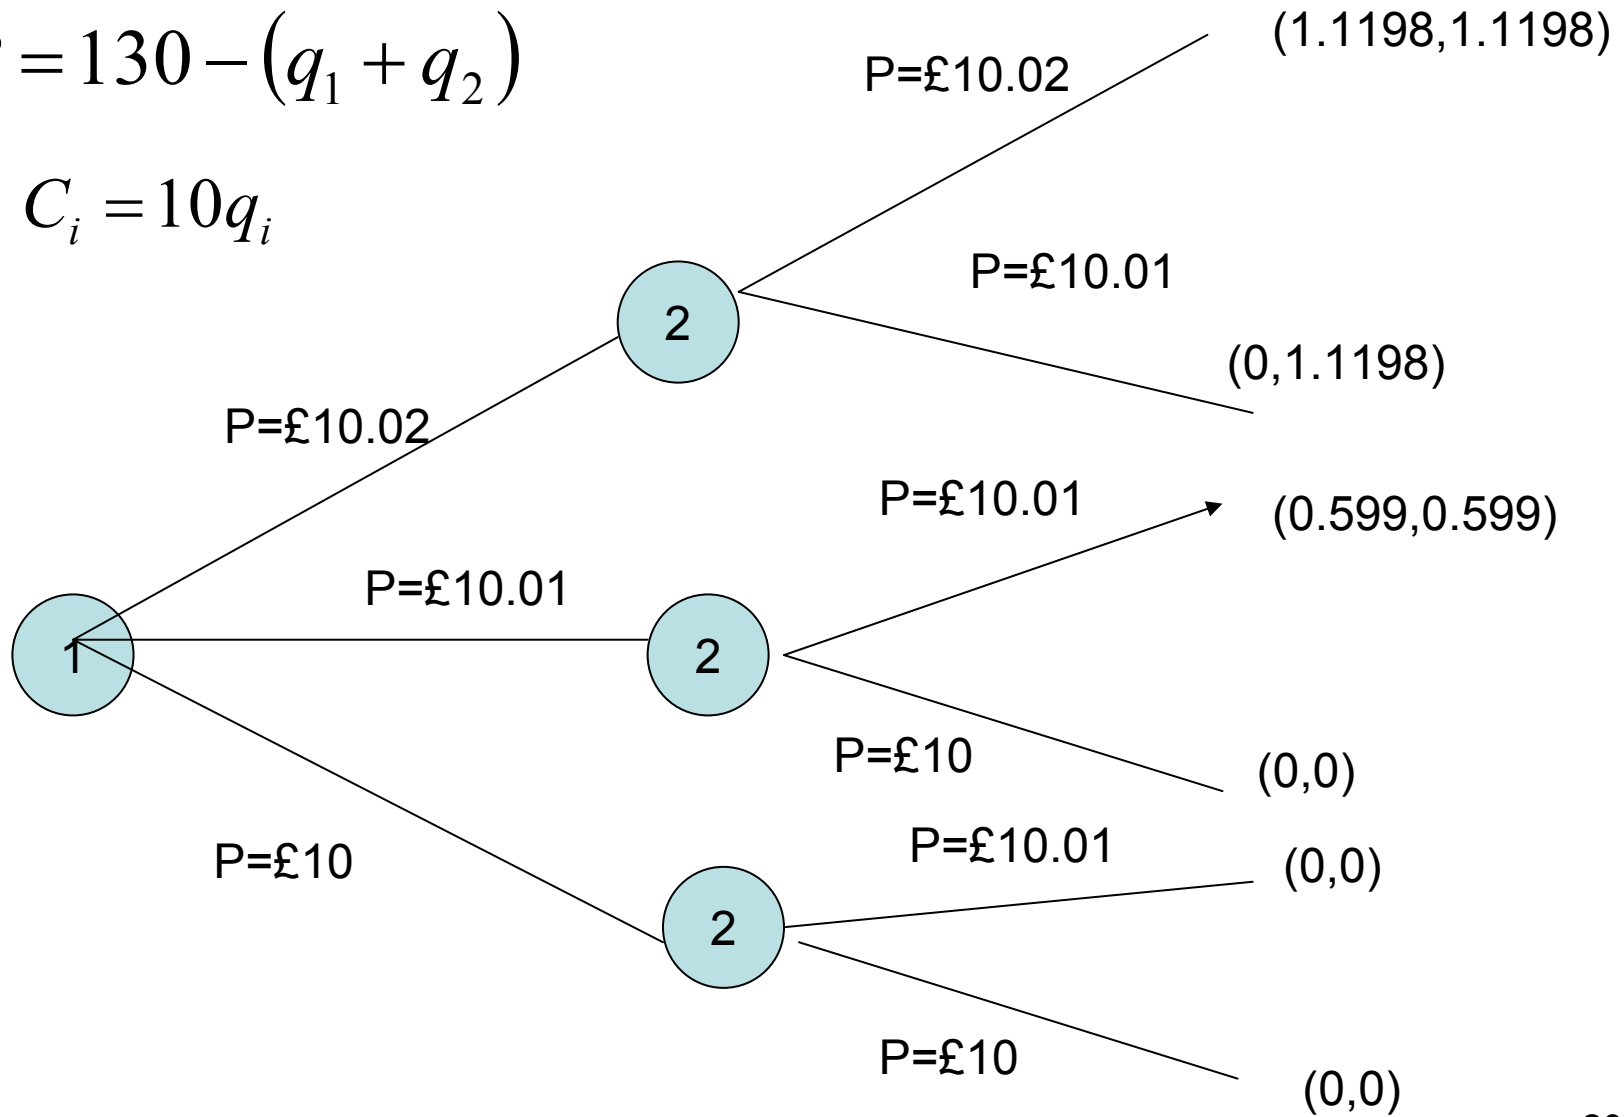 = 130 − (q₁ + q₂)
(1.1198,1.1198)
P=£10.02
Cᵢ = 10qᵢ
P=£10.01
2
(0,1.1198)
P=£10.02
P=£10.01
(0.599,0.599)
P=£10.01
1
2
P=£10
(0,0)
P=£10.01
(0,0)
P=£10
2
P=£10
(0,0)